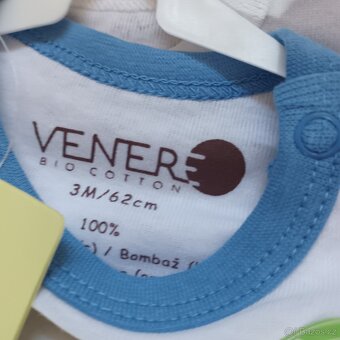 VENERE
BIO COTTON
3M/62cm
100%
/ Bombaž